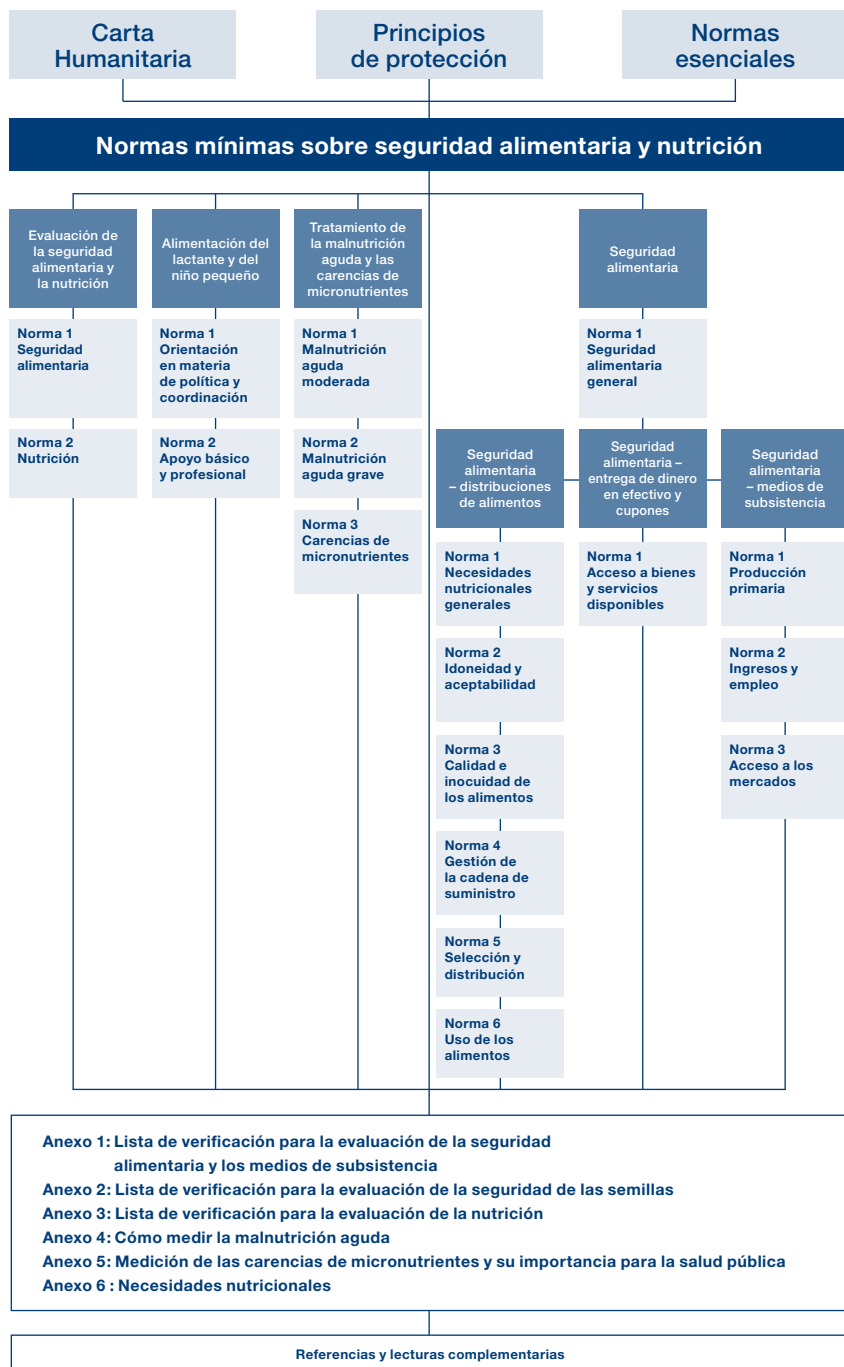 Carta
Humanitaria
Principios
de protección
Normas
esenciales
Normas mínimas sobre seguridad alimentaria y nutrición
Evaluación de
la seguridad
alimentaria y
la nutrición
Norma 1
Seguridad
alimentaria
Norma 2
Nutrición
Alimentación del
lactante y del
niño pequeño
Norma 1
Orientación
en materia
de política y
coordinación
Norma 2
Apoyo básico
y profesional
Tratamiento de
la malnutrición
aguda y las
carencias de
micronutrientes
Norma 1
Malnutrición
aguda
moderada
Norma 2
Malnutrición
aguda grave
Norma 3
Carencias de
micronutrientes
Seguridad
alimentaria
Norma 1
Seguridad
alimentaria
general
Seguridad
alimentaria
– distribuciones
de alimentos
Norma 1
Necesidades
nutricionales
generales
Norma 2
Idoneidad y
aceptabilidad
Norma 3
Calidad e
inocuidad de
los alimentos
Norma 4
Gestión de
la cadena de
suministro
Norma 5
Selección y
distribución
Norma 6
Uso de los
alimentos
Seguridad
alimentaria –
entrega de dinero
en efectivo y
cupones
Norma 1
Acceso a bienes
y servicios
disponibles
Seguridad
alimentaria
– medios de
subsistencia
Norma 1
Producción
primaria
Norma 2
Ingresos y
empleo
Norma 3
Acceso a los
mercados
Anexo 1: Lista de verificación para la evaluación de la seguridad
alimentaria y los medios de subsistencia
Anexo 2: Lista de verificación para la evaluación de la seguridad de las semillas
Anexo 3: Lista de verificación para la evaluación de la nutrición
Anexo 4: Cómo medir la malnutrición aguda
Anexo 5: Medición de las carencias de micronutrientes y su importancia para la salud pública
Anexo 6 : Necesidades nutricionales
Referencias y lecturas complementarias